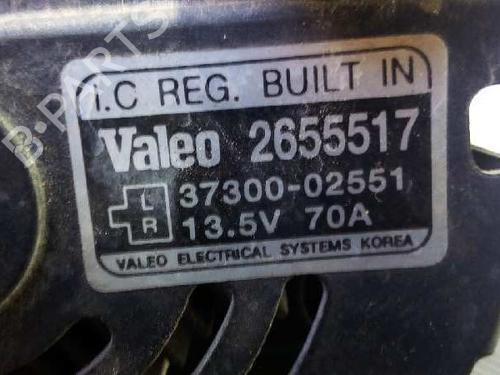 i.C REG. BUILT IN
Valeo 2655517
L 37300-02551
R 13.5V 70A
VALEO ELECTRICAL SYSTEMS KOREA
B-PARTS